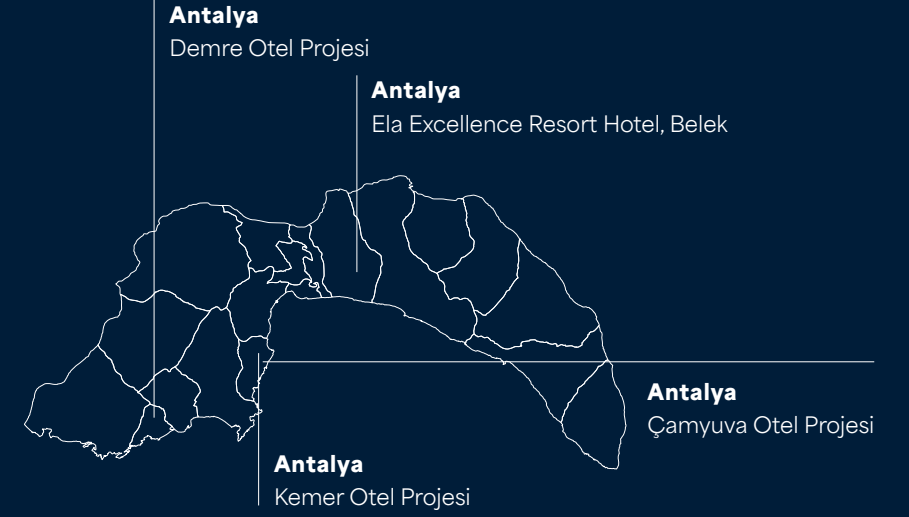 Antalya
Demre Otel Projesi
Antalya
Ela Excellence Resort Hotel, Belek
Antalya
Çamyuva Otel Projesi
Antalya
Kemer Otel Projesi